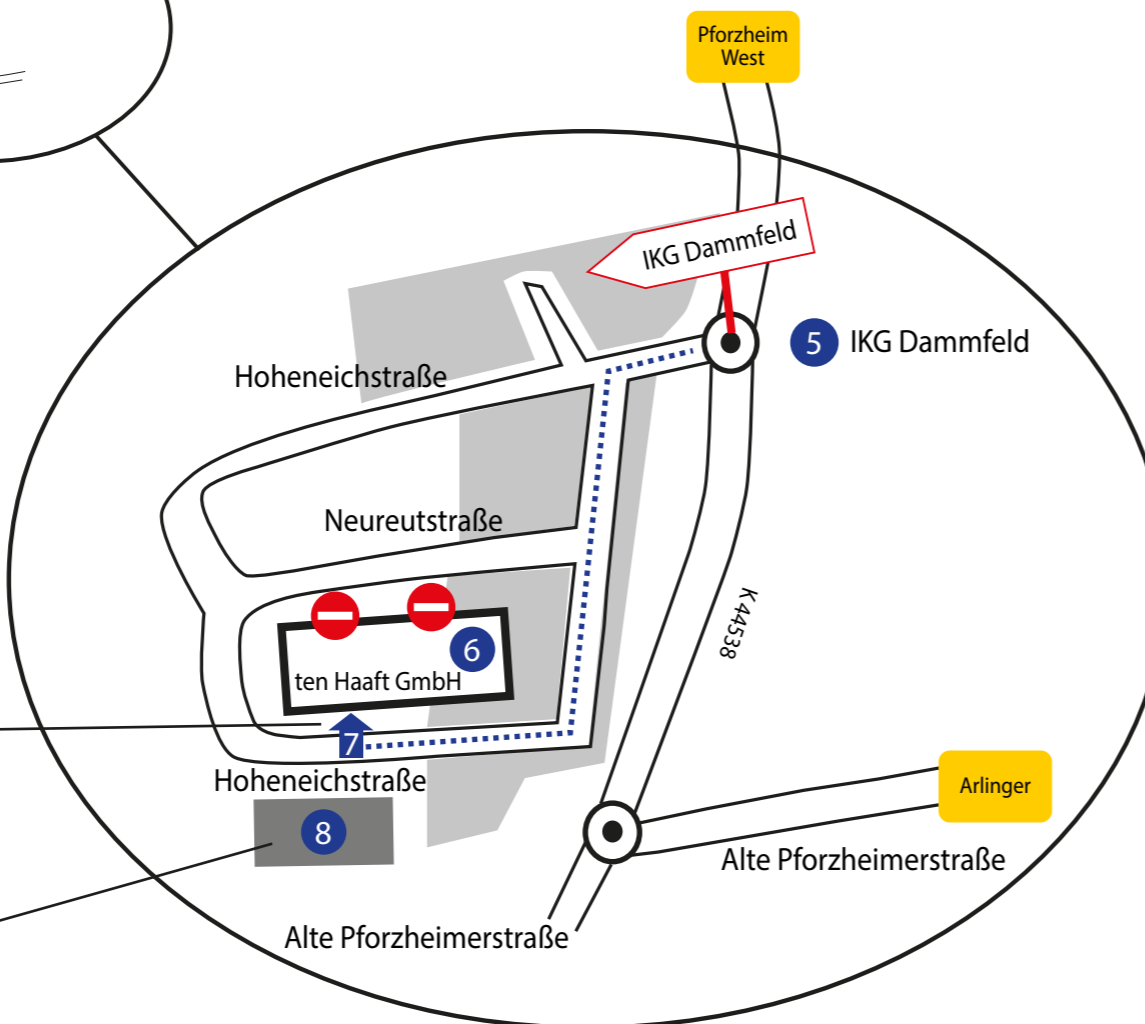 Pforzheim
West
IKG Dammfeld
5
IKG Dammfeld
Hoheneichstraße
Neureutstraße
K 44538
6
ten Haaft GmbH
7
Hoheneichstraße
Arlinger
8
Alte Pforzheimerstraße
Alte Pforzheimerstraße